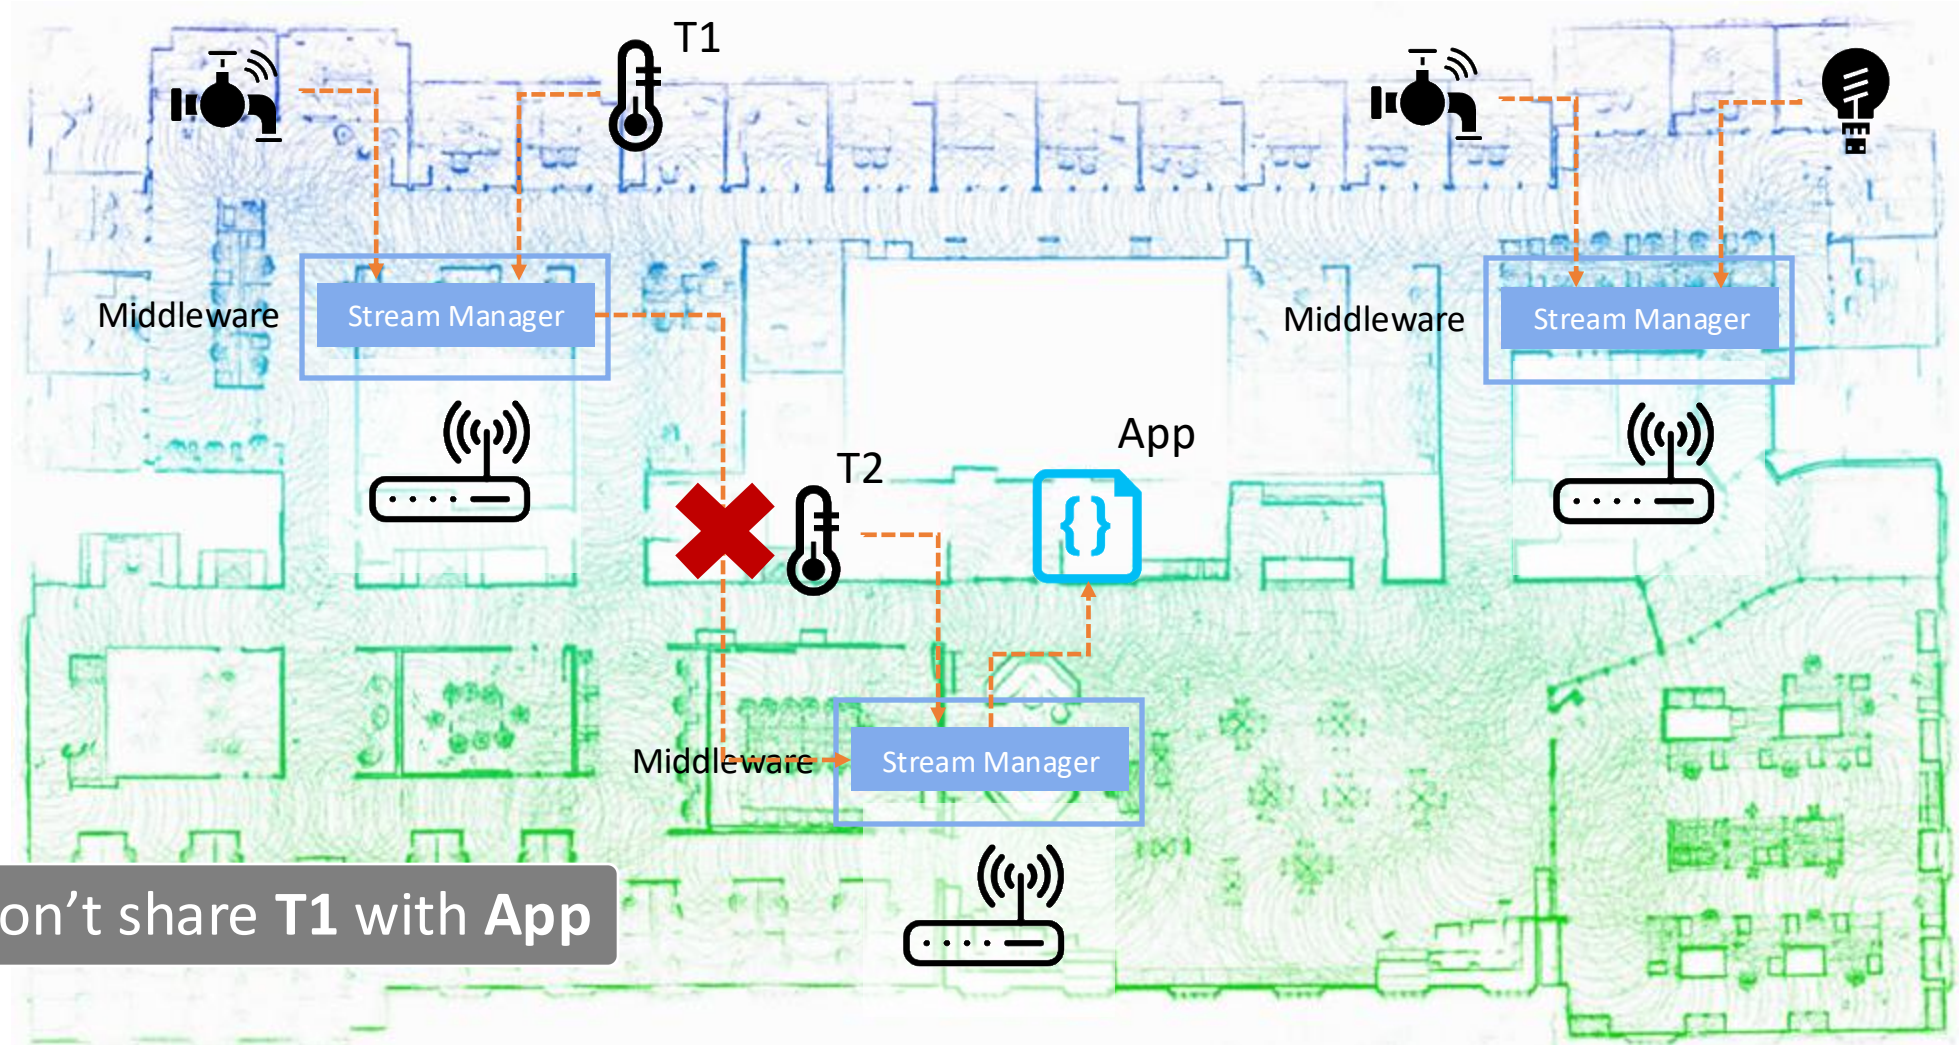 T1
Middleware
Stream Manager
Middleware
Stream Manager
App
T2
{}
Middleware
Stream Manager
on't share T1 with App